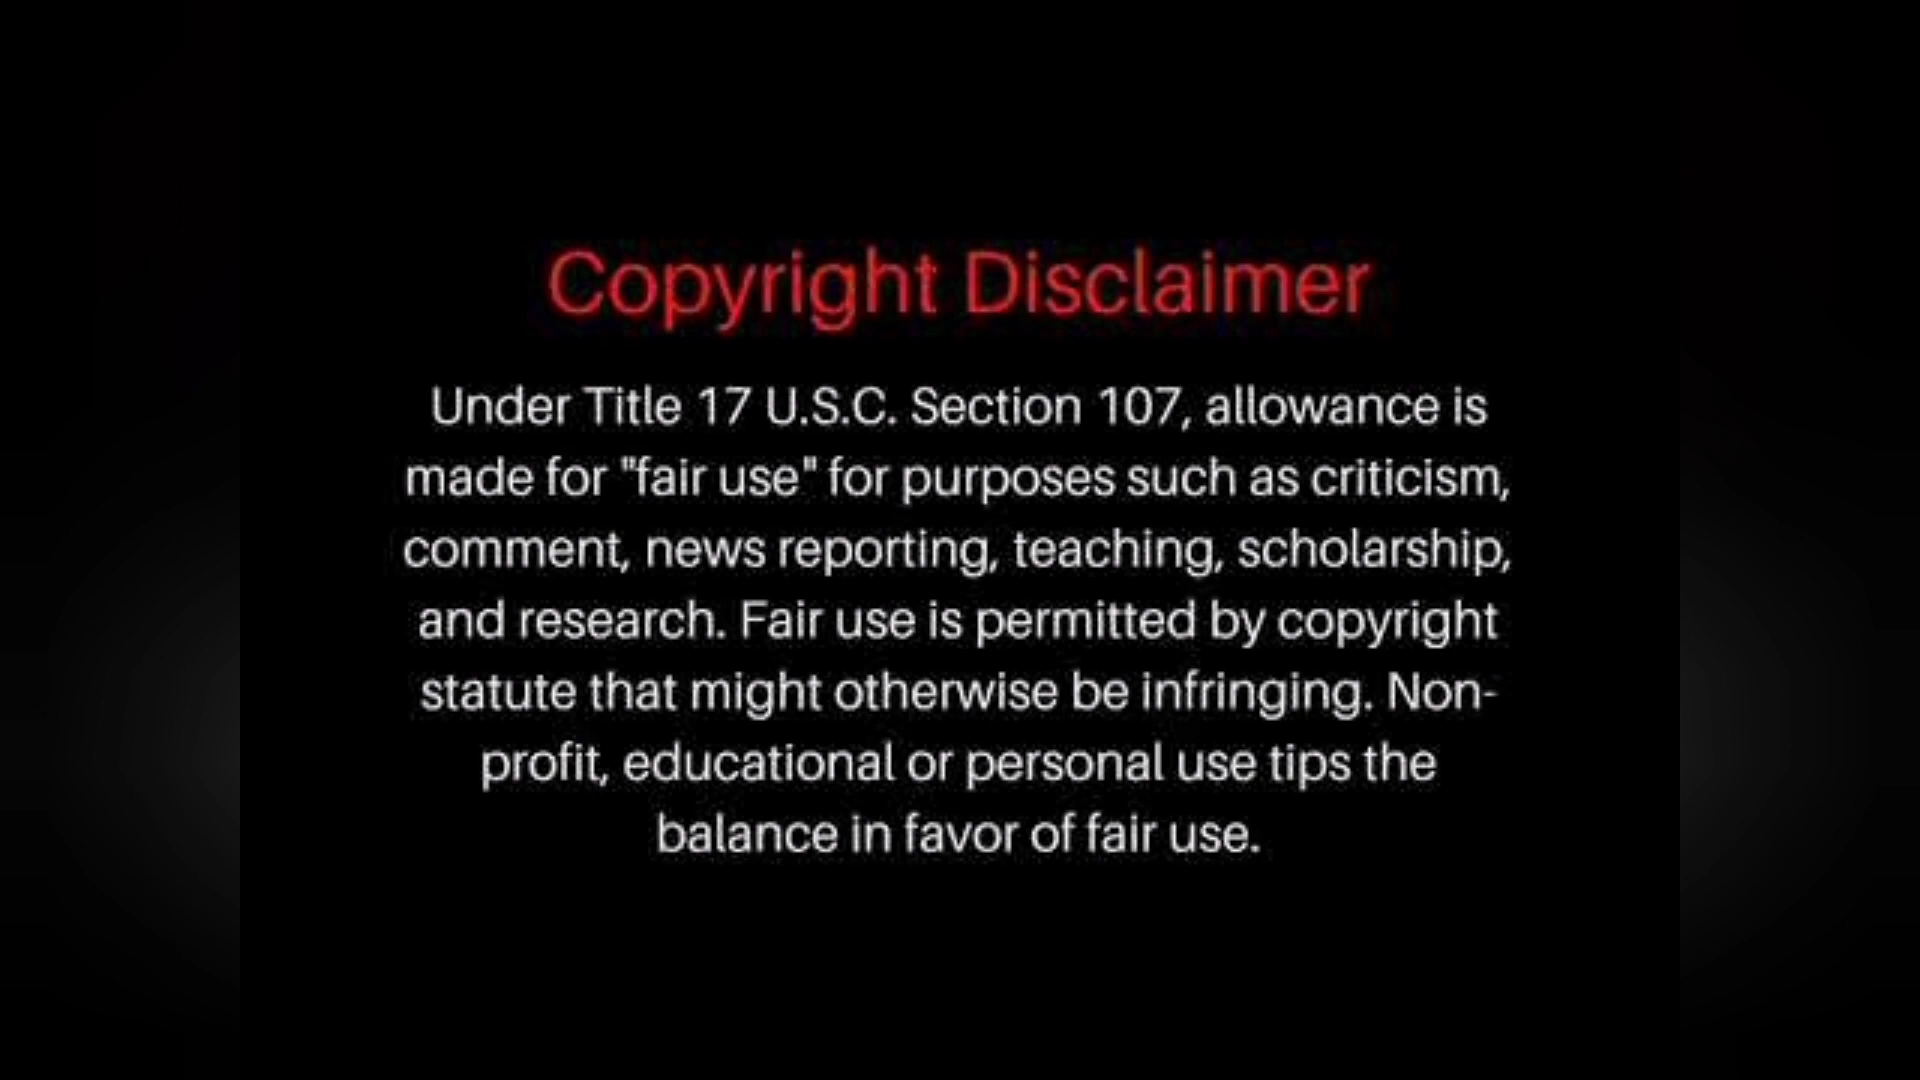 Copyright Disclaimer
Under Title 17 U.S.C. Section 107, allowance is
made for "fair use" for purposes such as criticism,
comment, news reporting, teaching, scholarship,
and research. Fair use is permitted by copyright
statute that might otherwise be infringing. Non-
profit, educational or personal use tips the
balance in favor of fair use.